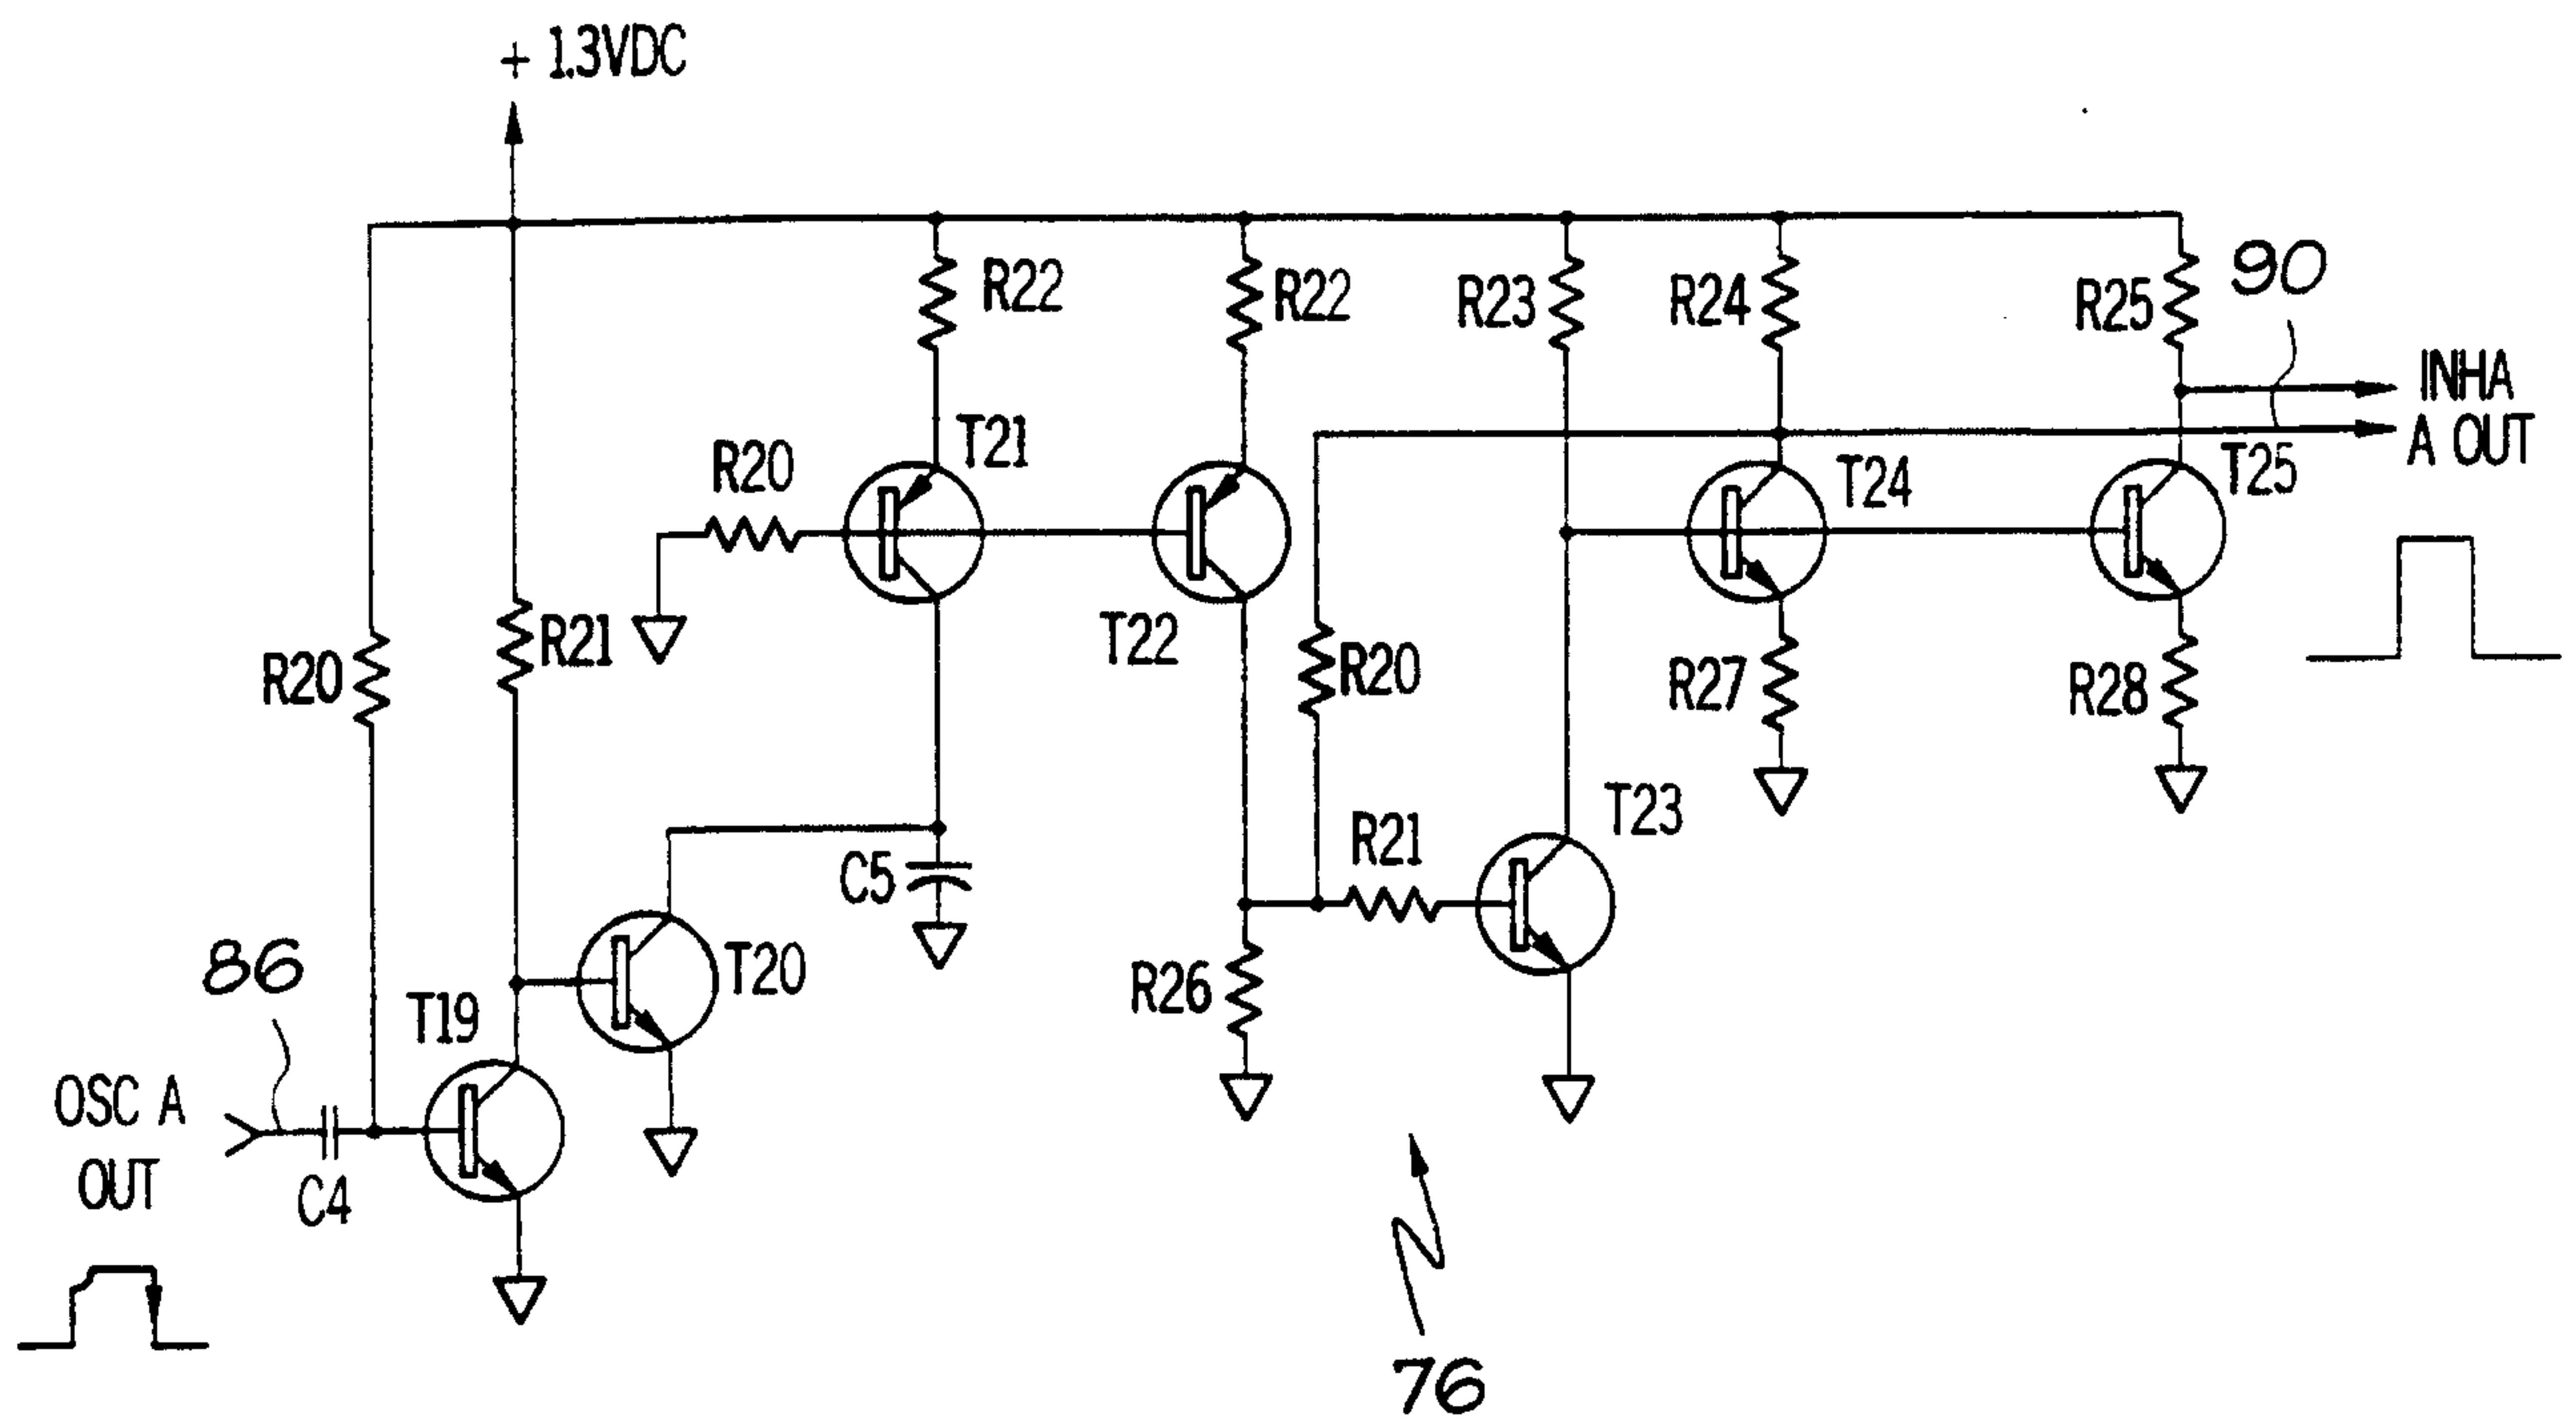 + 1.3VDC
R22
R22
R23
R24
R25
90
INHA
A OUT
T21
R20
T24
T25
R20
R21
T22
R20
R27
R28
T23
C5
R21
86
T19
T20
R26
OSC A
OUT
C4
76